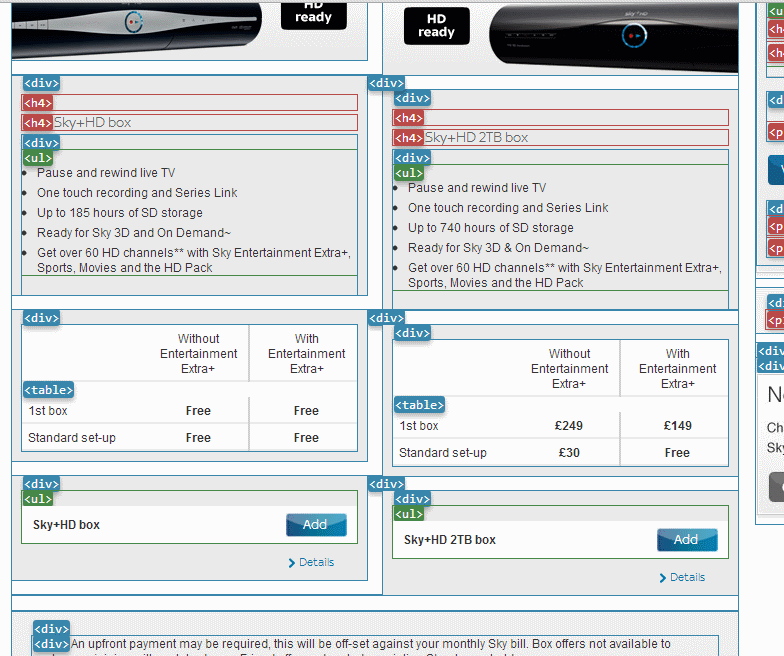 HD
ready
HD
ready
<div>
<h4>
<h4>Sky+HD box
<div>
<ul>
Pause and rewind live TV
One touch recording and Series Link
Up to 185 hours of SD storage
Ready for Sky 3D and On Demand~
Get over 60 HD channels** with Sky Entertainment Extra+,
Sports, Movies and the HD Pack
<div>
<div>
<h4>
<h4>Sky+HD 2TB box
<div>
<ul>
Pause and rewind live TV
One touch recording and Series Link
Up to 740 hours of SD storage
Ready for Sky 3D & On Demand~
Get over 60 HD channels** with Sky Entertainment Extra+,
Sports, Movies and the HD Pack
<div>
Without
Entertainment
Extra+
With
Entertainment
Extra+
<table>
1st box Free Free
Standard set-up Free Free
<div>
<div>
Without
Entertainment
Extra+
With
Entertainment
Extra+
<table>
1st box £249 £149
Standard set-up £30 Free
<div>
<ul>
Sky+HD box Add
Details
<div>
<div>
<ul>
Sky+HD 2TB box Add
Details
<div>
<div>An upfront payment may be required, this will be off-set against your monthly Sky bill. Box offers not available to
<u
<h
<h
<d
<p
<d
<p
<p
<di
<p
<div
<div
Ch
Sky